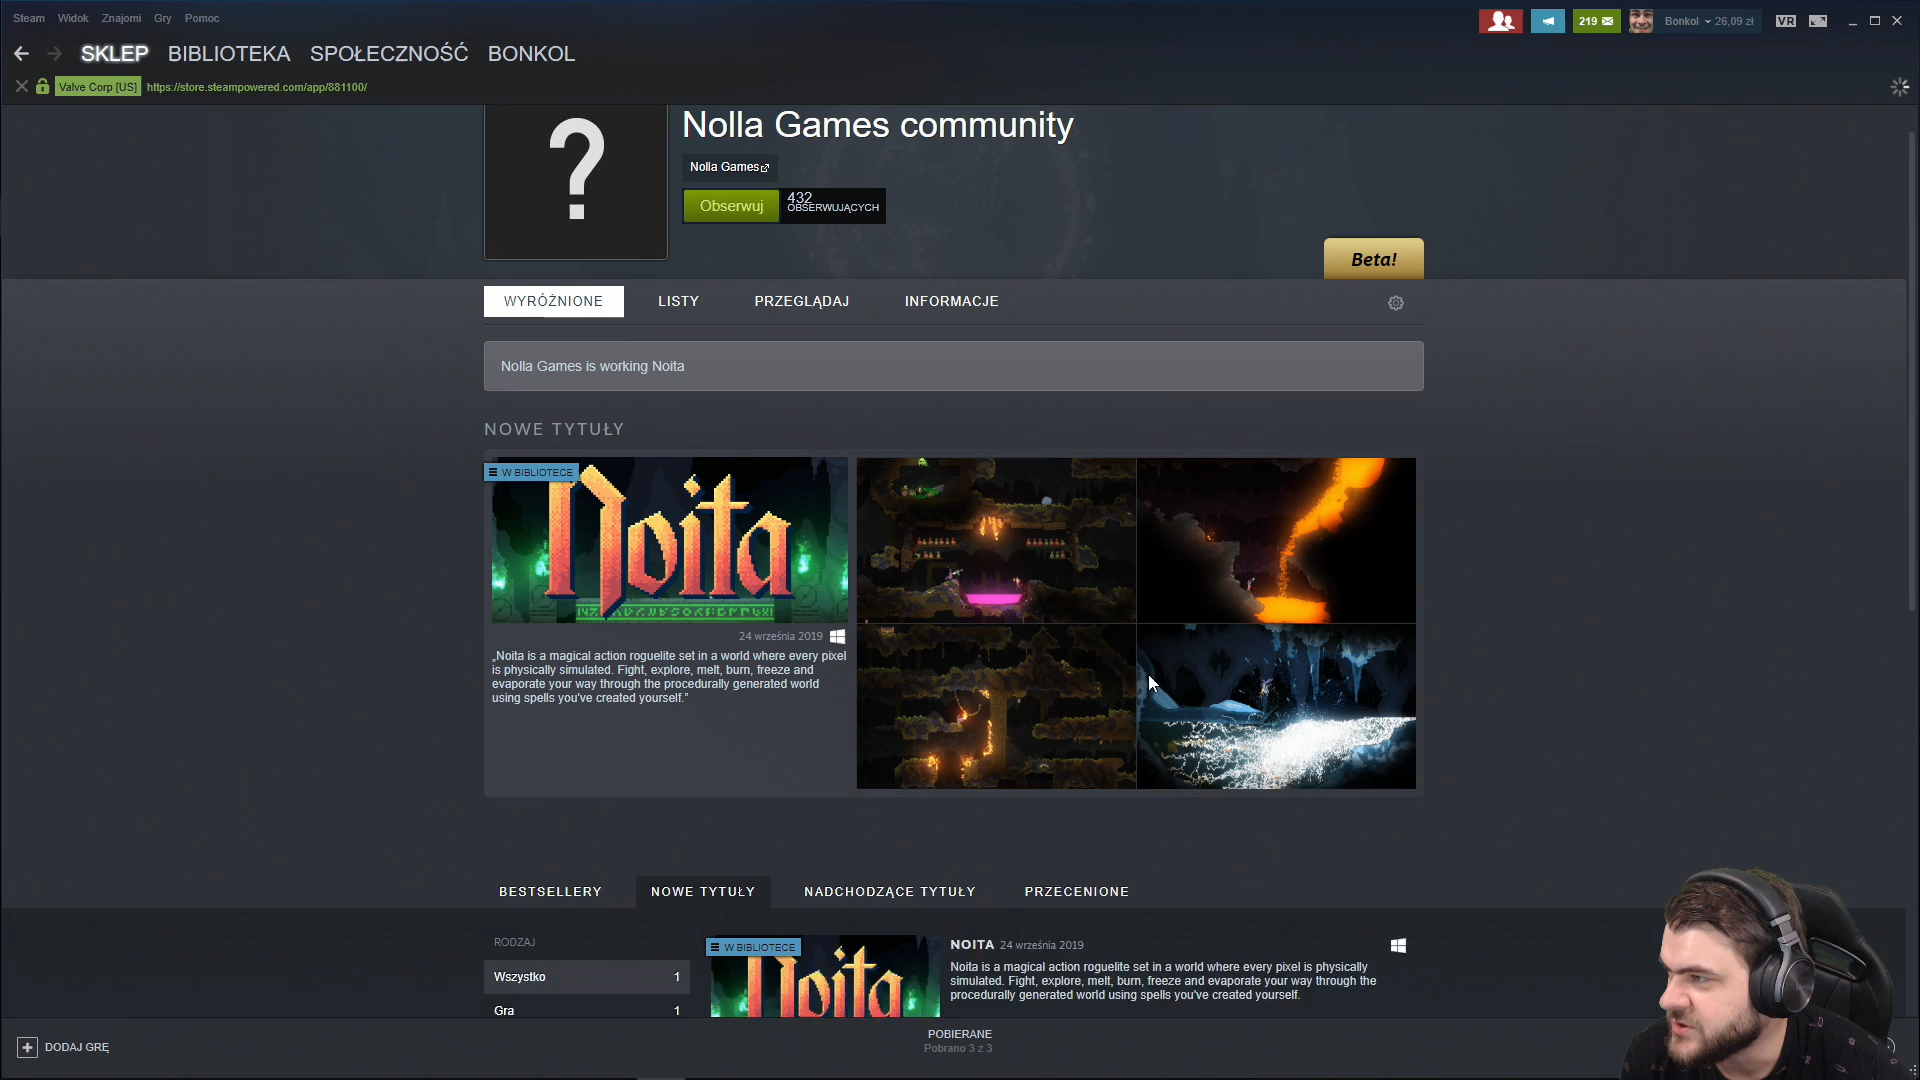 Steam Widok Znajomi Gry Pomoc
219
Bonkol 26,09 zł
VR
SKLEP BIBLIOTEKA SPOŁECZNOŚĆ BONKOL
Valve Corp [US] https://store.steampowered.com/app/881100/
?
Nolla Games community
Nolla Games
Obserwuj
432
OBSERWUJĄCYCH
Beta!
WYRÓŻNIONE LISTY PRZEGLĄDAJ INFORMACJE
Nolla Games is working Noita
NOWE TYTUŁY
W BIBLIOTECE
Noita
24 września 2019
„Noita is a magical action roguelite set in a world where every pixel
is physically simulated. Fight, explore, melt, burn, freeze and
evaporate your way through the procedurally generated world
using spells you've created yourself.”
BESTSELLERY NOWE TYTUŁY NADCHODZĄCE TYTUŁY PRZECENIONE
RODZAJ
Wszystko 1
Gra 1
W BIBLIOTECE
Noita
NOITA 24 września 2019
Noita is a magical action roguelite set in a world where every pixel is physically
simulated. Fight, explore, melt, burn, freeze and evaporate your way through the
procedurally generated world using spells you've created yourself.
DODAJ GRĘ
POBIERANE
Pobrano 3 z 3